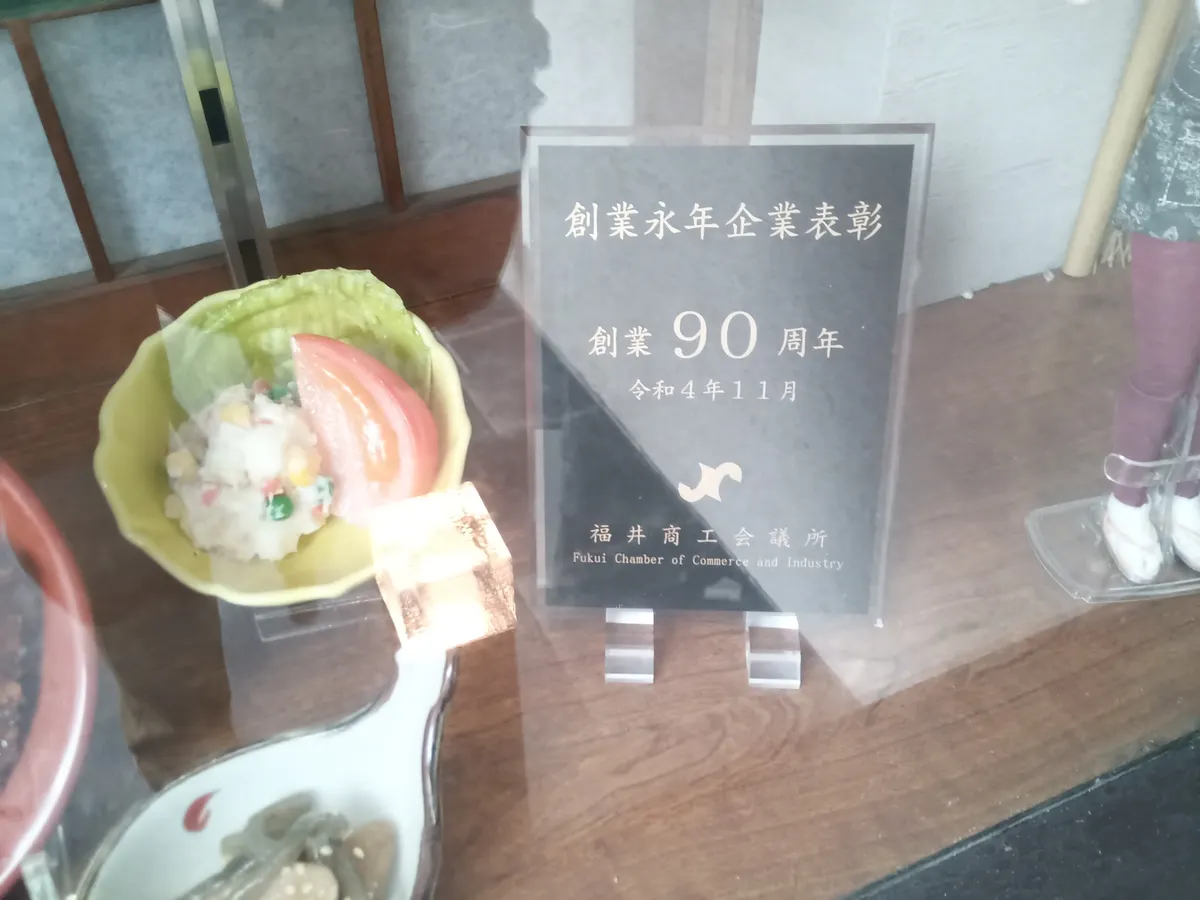 創業永年企業表彰
創業 90 周年
令和4年11月
福井商工会議所
Fukui Chamber of Commerce and Industry